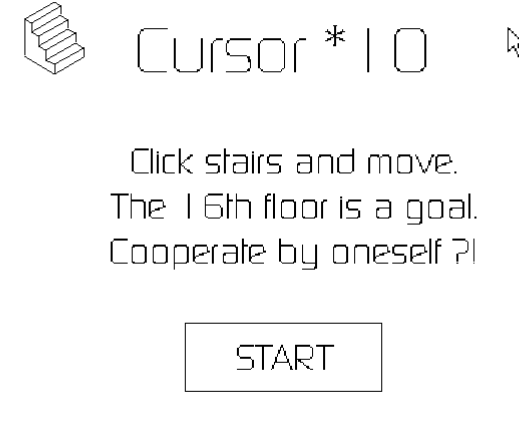 Cursor *10
Click stairs and move.
The 16th floor is a goal.
Cooperate by oneself ?!
START